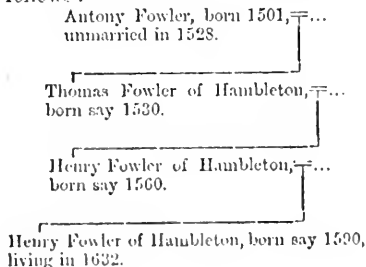 Antony Fowler, born 1501,=...
unmarried in 1528.
Thomas Fowler of Hambleton,=...
born say 1530.
Henry Fowler of Hambleton,=...
born say 1560.
Henry Fowler of Hambleton, born say 1590,
living in 1632.